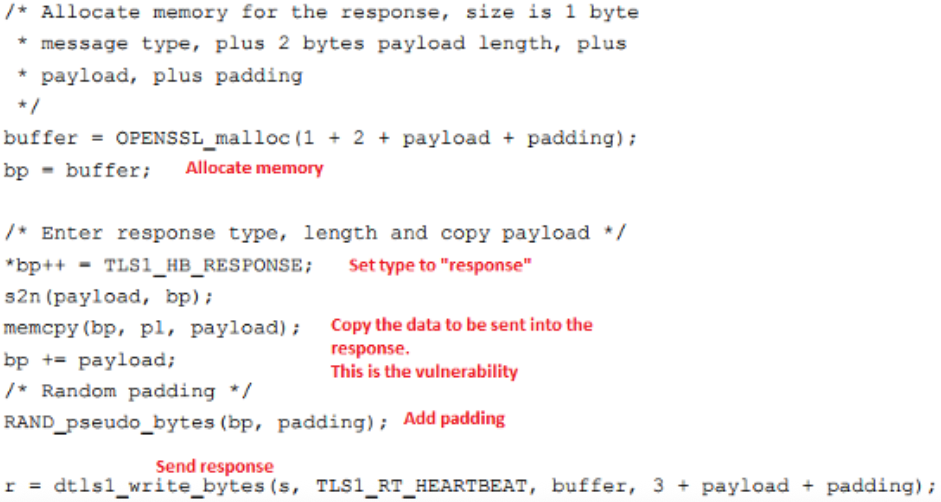 /* Allocate memory for the response, size is 1 byte
* message type, plus 2 bytes payload length, plus
* payload, plus padding
*/
buffer = OPENSSL_malloc(1 + 2 + payload + padding);
bp = buffer; Allocate memory
/* Enter response type, length and copy payload */
*bp++ = TLS1_HB_RESPONSE; Set type to "response"
s2n(payload, bp);
memcpy(bp, pl, payload); Copy the data to be sent into the
response.
bp += payload;
This is the vulnerability
/* Random padding */
RAND_pseudo_bytes(bp, padding); Add padding
Send response
r = dtls1_write_bytes(s, TLS1_RT_HEARTBEAT, buffer, 3 + payload + padding);